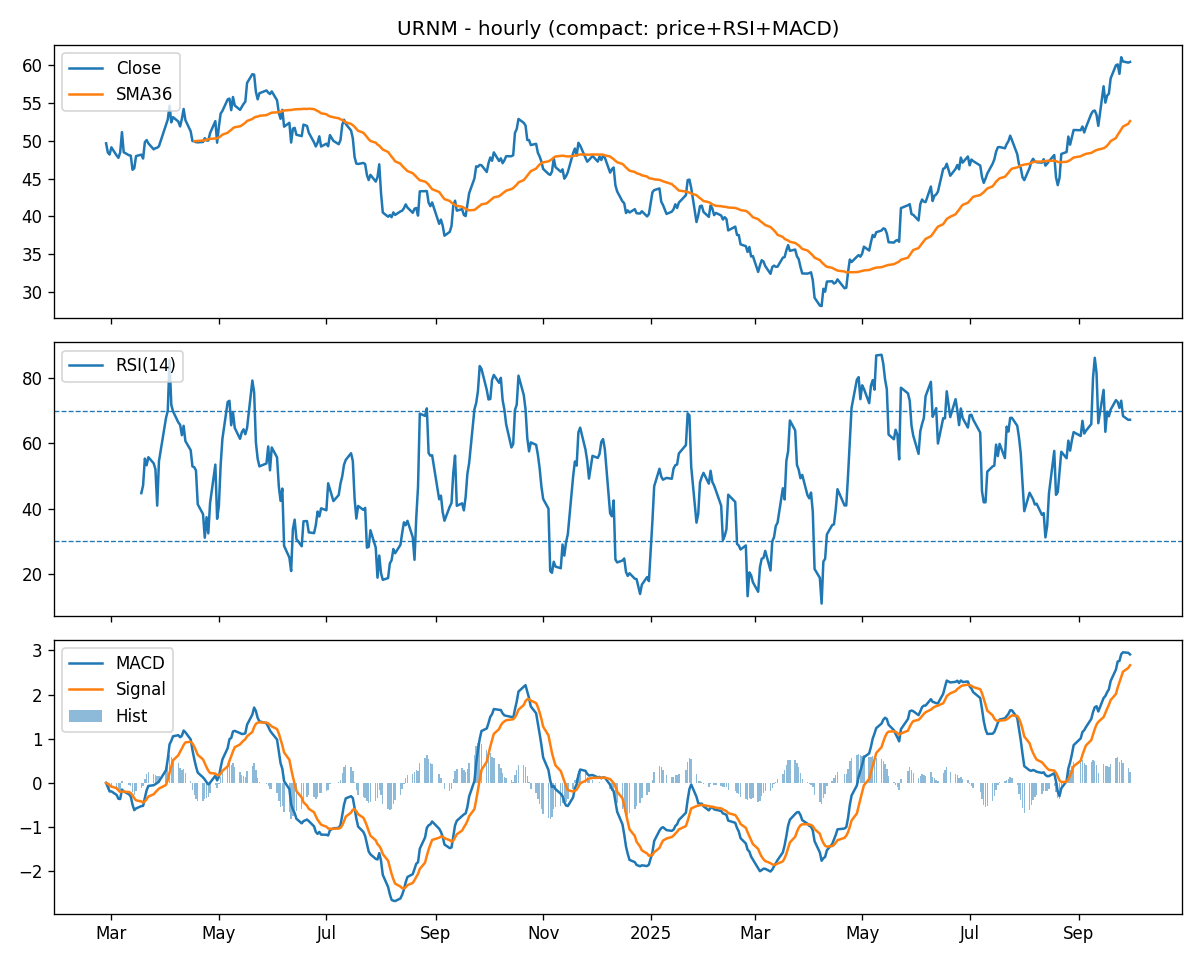 URNM - hourly (compact: price+RSI+MACD)
Close
SMA36
60
55
50
45
40
35
30
RSI(14)
80
60
40
20
MACD
Signal
Hist
3
2
1
0
−1
−2
Mar
May
Jul
Sep
Nov
2025
Mar
May
Jul
Sep